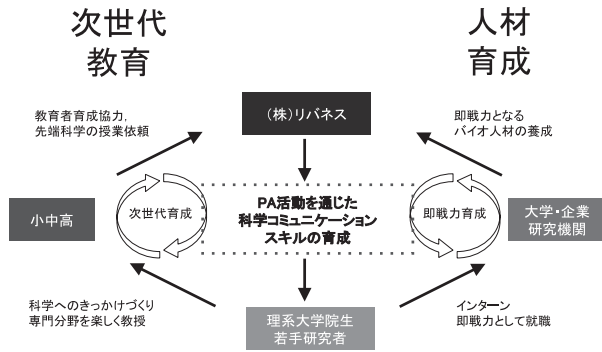 次世代
教育
人材
育成
教育者育成協力,
先端科学の授業依頼
(株)リバネス
即戦力となる
バイオ人材の養成
小中高
次世代育成
PA活動を通じた
科学コミュニケーション
スキルの育成
即戦力育成
大学・企業
研究機関
科学へのきっかけづくり
専門分野を楽しく教授
理系大学院生
若手研究者
インターン
即戦力として就職